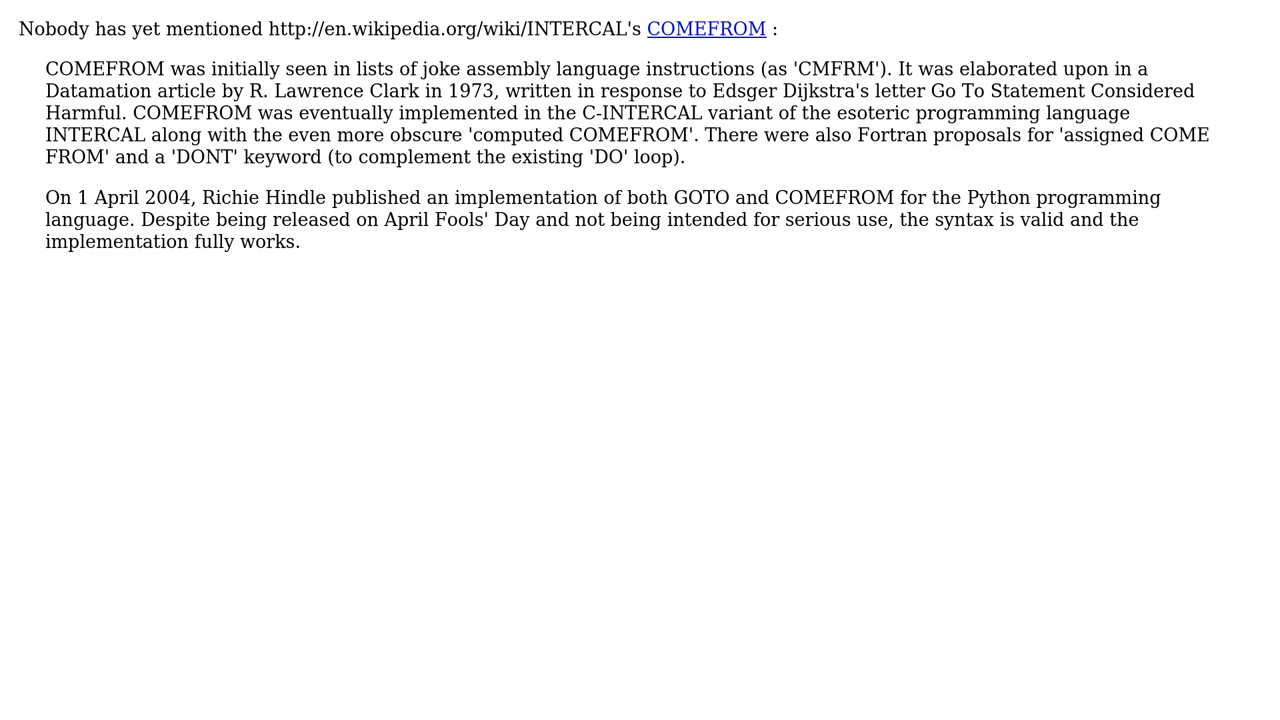 Nobody has yet mentioned http://en.wikipedia.org/wiki/INTERCAL's COMEFROM :
COMEFROM was initially seen in lists of joke assembly language instructions (as 'CMFRM'). It was elaborated upon in a
Datamation article by R. Lawrence Clark in 1973, written in response to Edsger Dijkstra's letter Go To Statement Considered
Harmful. COMEFROM was eventually implemented in the C-INTERCAL variant of the esoteric programming language
INTERCAL along with the even more obscure 'computed COMEFROM'. There were also Fortran proposals for 'assigned COME
FROM' and a 'DONT' keyword (to complement the existing 'DO' loop).
On 1 April 2004, Richie Hindle published an implementation of both GOTO and COMEFROM for the Python programming
language. Despite being released on April Fools' Day and not being intended for serious use, the syntax is valid and the
implementation fully works.